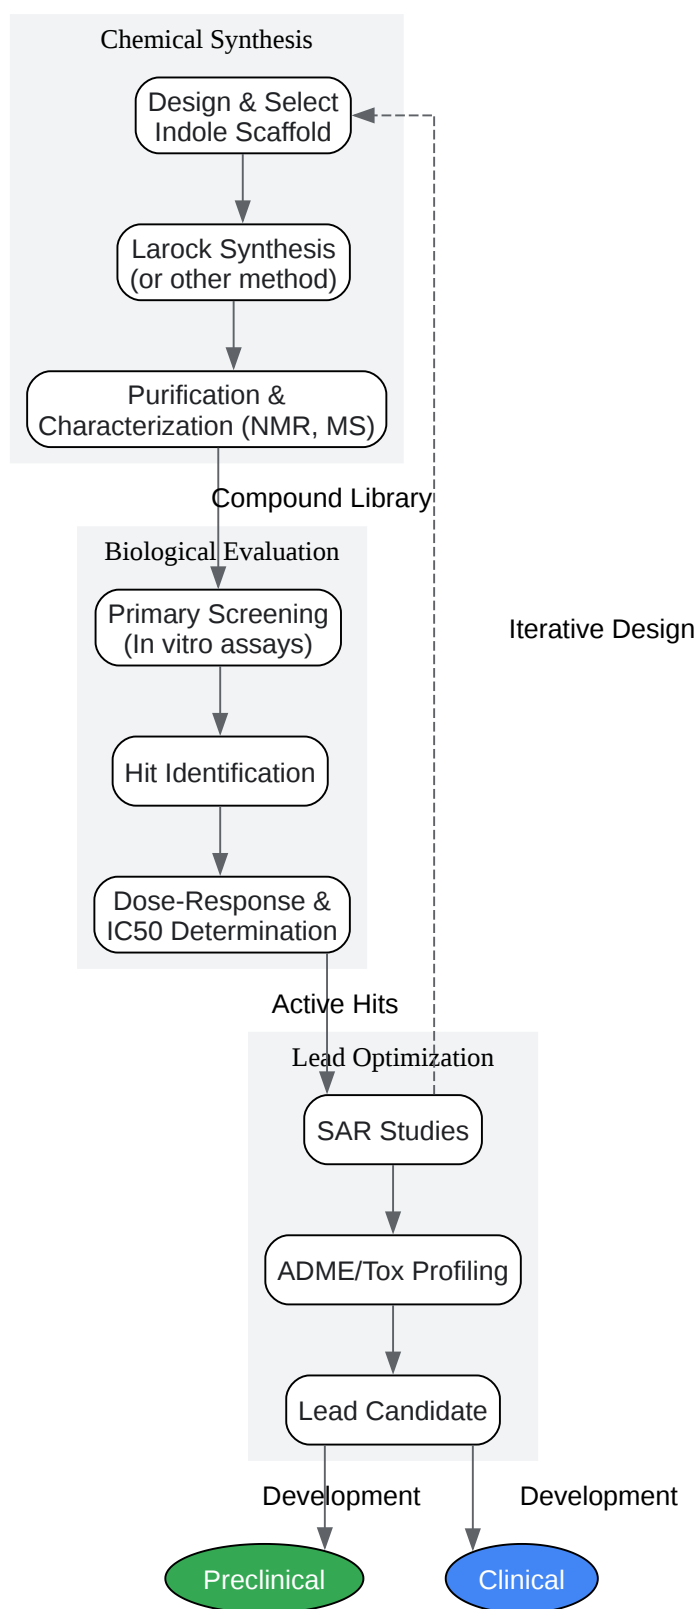 Chemical Synthesis
Design & Select
Indole Scaffold
Larock Synthesis
(or other method)
Purification &
Characterization (NMR, MS)
Compound Library
Biological Evaluation
Primary Screening
(In vitro assays)
Iterative Design
Hit Identification
Dose-Response &
IC50 Determination
Active Hits
Lead Optimization
SAR Studies
ADME/Tox Profiling
Lead Candidate
Development
Development
Preclinical
Clinical